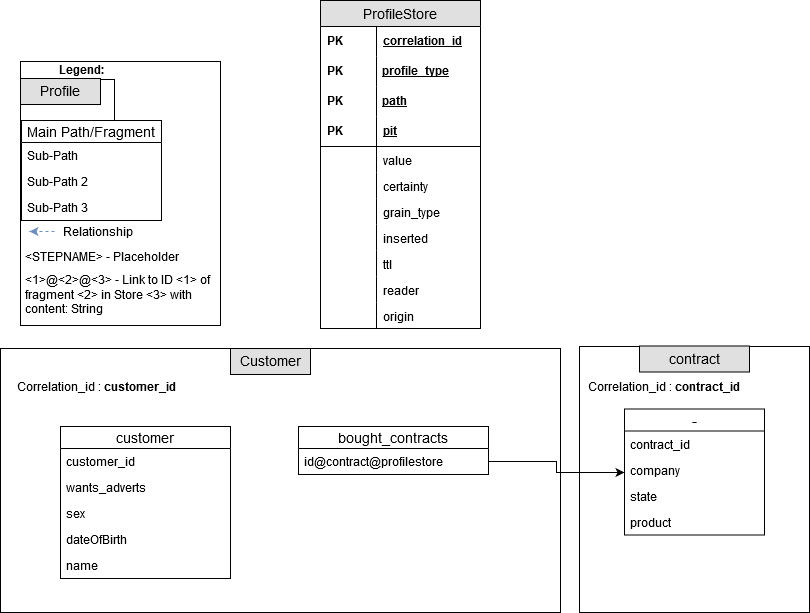 ProfileStore
PK correlation_id
PK profile_type
PK path
PK pit
value
certainty
grain_type
inserted
ttl
reader
origin
Legend:
Profile
Main Path/Fragment
Sub-Path
Sub-Path 2
Sub-Path 3
Relationship
<STEPNAME> - Placeholder
<1>@<2>@<3> - Link to ID <1> of
fragment <2> in Store <3> with
content: String
Customer
Correlation_id : customer_id
customer
customer_id
wants_adverts
sex
dateOfBirth
name
bought_contracts
id@contract@profilestore
contract
Correlation_id : contract_id
-
contract_id
company
state
product